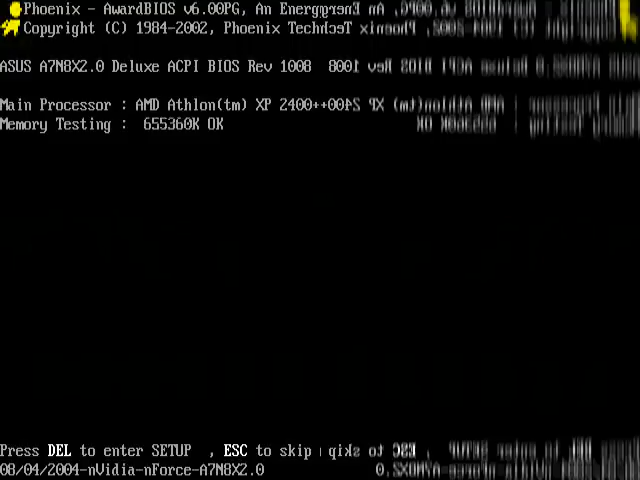 Phoenix - AwardBIOS v6.00PG, An Energy
Copyright (C) 1984-2002, Phoenix Tech
ASUS A7N8X2.0 Deluxe ACPI BIOS Rev 1008
Main Processor : AMD Athlon(tm) XP 2400+
Memory Testing : 655360K OK
Press DEL to enter SETUP , ESC to skip
08/04/2004-nVidia-nForce-A7N8X2.0